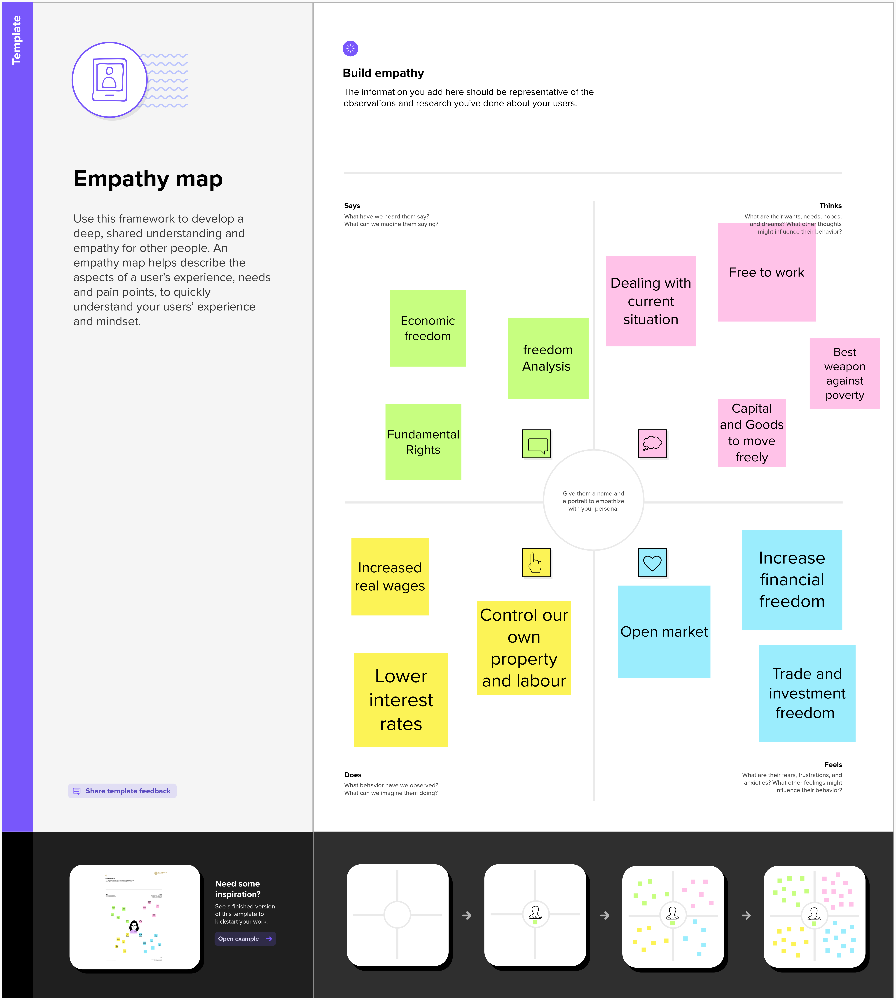 Template
Empathy map
Use this framework to develop a
deep, shared understanding and
empathy for other people. An
empathy map helps describe the
aspects of a user's experience, needs
and pain points, to quickly
understand your users’ experience
and mindset.
Share template feedback
Build empathy
The information you add here should be representative of the
observations and research you've done about your users.
Says
What have we heard them say?
What can we magine them saying?
Thinks
What are their wants, needs, hopes,
and dreams? What other thoughts
might influence their behavior?
Economic
freedom
freedom
Analysis
Fundamental
Rights
Dealing with
current
situation
Free to work
Best
weapon
against
poverty
Capital
and Goods
to move
freely
Give them a name and
a portrait to empathize
with your persona.
Increased
real wages
Control our
own
property
and labour
Lower
interest
rates
Increase
financial
freedom
Open market
Trade and
investment
freedom
Does
What behavior have we observed?
What can we imagine them doing?
Feels
What are their fears, frustrations, and
anxieties? What other feelings might
influence their behavior?
Need some
inspiration?
See a finished version
of this template to
kickstart your work.
Open example
Build empathy